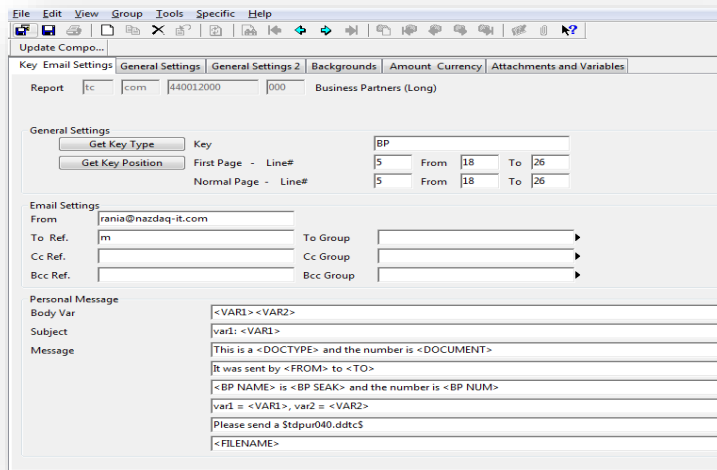 File Edit View Group Tools Specific Help
Update Compo...
Key Email Settings General Settings General Settings 2 Backgrounds Amount Currency Attachments and Variables
Report tc com 440012000 000 Business Partners (Long)
General Settings
Get Key Type Key BP
Get Key Position First Page - Line# 5 From 18 To 26
Normal Page - Line# 5 From 18 To 26
Email Settings
From rania@nazdaq-it.com
To Ref. m To Group
Cc Ref. Cc Group
Bcc Ref. Bcc Group
Personal Message
Body Var <VAR1><VAR2>
Subject var1: <VAR1>
Message This is a <DOCTYPE> and the number is <DOCUMENT>
It was sent by <FROM> to <TO>
<BP NAME> is <BP SEAK> and the number is <BP NUM>
var1 = <VAR1>, var2 = <VAR2>
Please send a $tdpur040.ddtc$
<FILENAME>